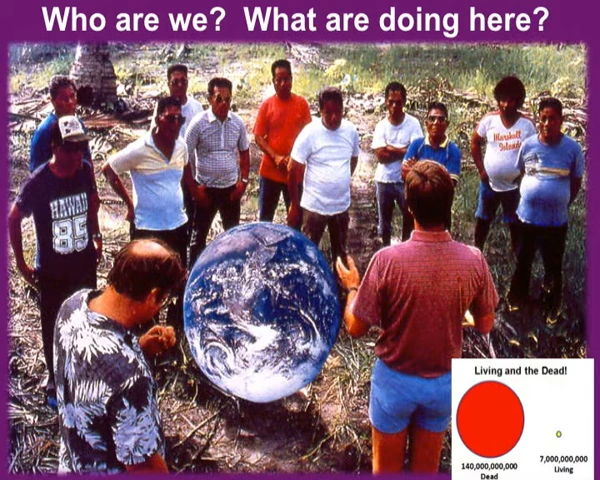 Who are we?  What are doing here?
HAWAII
85
Marshall
Islands
Living and the Dead!
140,000,000,000
Dead
7,000,000,000
Living